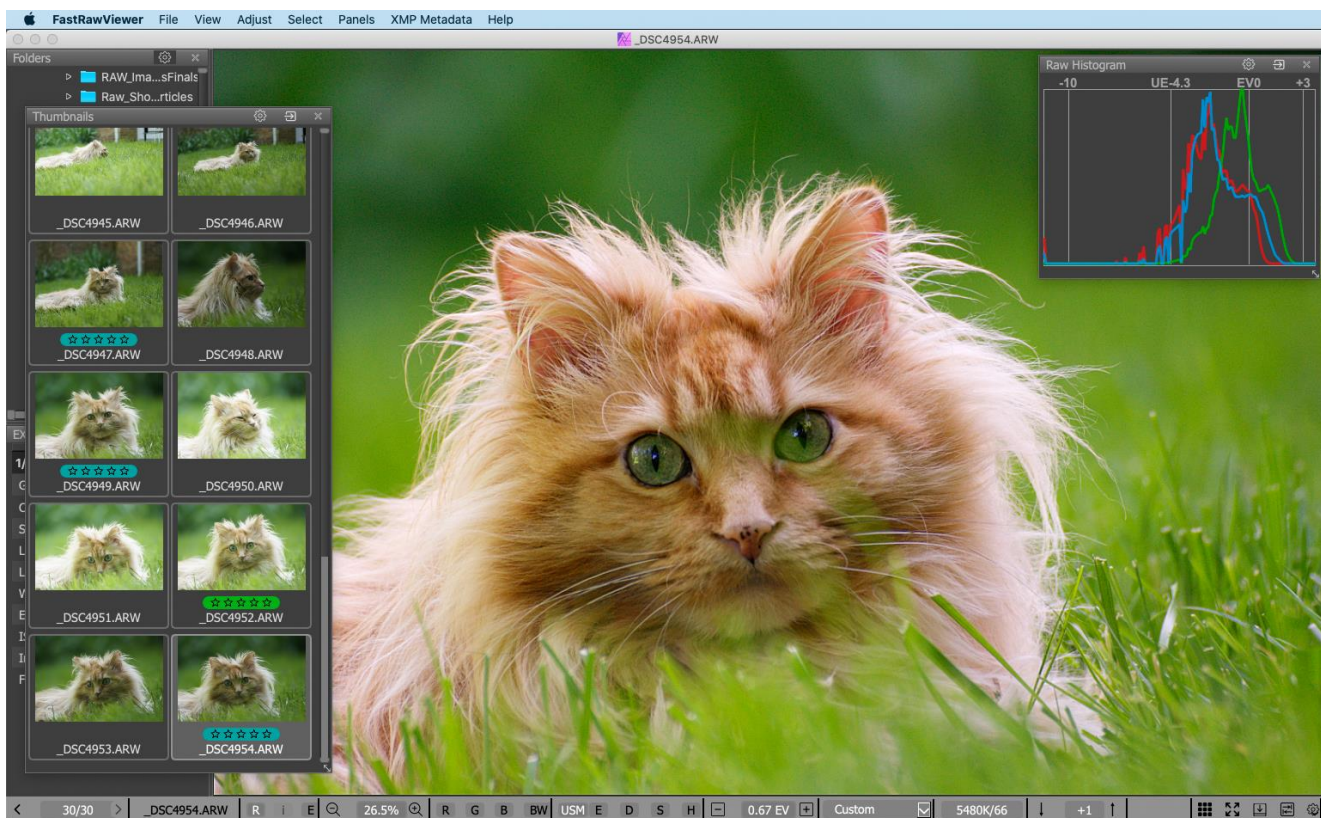 FastRawViewer File View Adjust Select Panels XMP Metadata Help
_DSC4954.ARW
Folders
RAW_Ima...sFinals
Raw_Sho...rticles
Thumbnails
_DSC4945.ARW _DSC4946.ARW
_DSC4947.ARW _DSC4948.ARW
_DSC4949.ARW _DSC4950.ARW
_DSC4951.ARW _DSC4952.ARW
_DSC4953.ARW _DSC4954.ARW
Raw Histogram
-10 UE-4.3 EV0 +3
30/30 _DSC4954.ARW R i E 26.5% R G B BW USM E D S H 0.67 EV Custom 5480K/66 +1